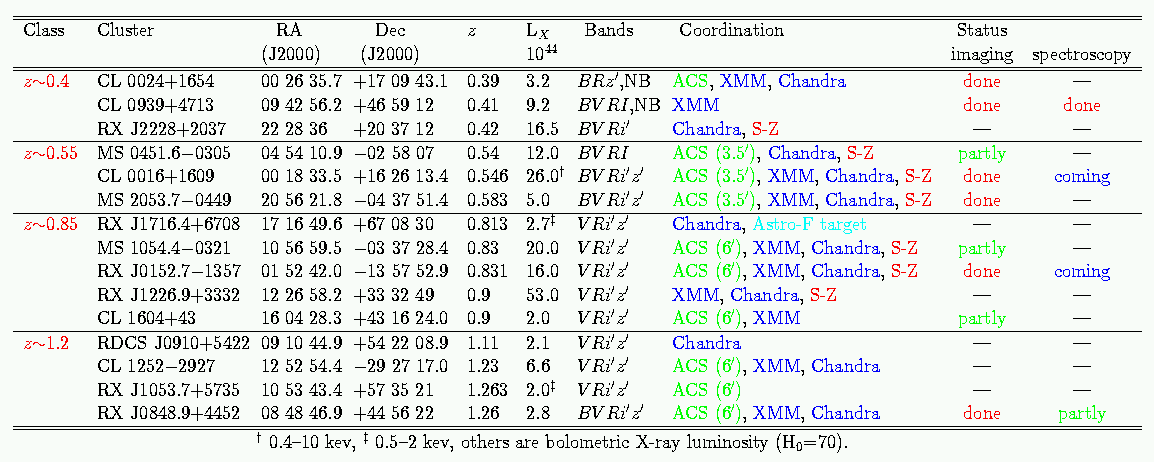 Class Cluster RA Dec z L_X Bands Coordination Status
(J2000) (J2000) 10^44 imaging spectroscopy
z∼0.4 CL 0024+1654 00 26 35.7 +17 09 43.1 0.39 3.2 BRz′,NB ACS, XMM, Chandra done —
CL 0939+4713 09 42 56.2 +46 59 12 0.41 9.2 BVRI,NB XMM done done
RX J2228+2037 22 28 36 +20 37 12 0.42 16.5 BVRi′ Chandra, S-Z — —
z∼0.55 MS 0451.6−0305 04 54 10.9 −02 58 07 0.54 12.0 BVRI ACS (3.5′), Chandra, S-Z partly —
CL 0016+1609 00 18 33.5 +16 26 13.4 0.546 26.0† BVRi′z′ ACS (3.5′), XMM, Chandra, S-Z done coming
MS 2053.7−0449 20 56 21.8 −04 37 51.4 0.583 5.0 BVRi′z′ ACS (3.5′), XMM, Chandra, S-Z done —
z∼0.85 RX J1716.4+6708 17 16 49.6 +67 08 30 0.813 2.7‡ VRi′z′ Chandra, Astro-F target — —
MS 1054.4−0321 10 56 59.5 −03 37 28.4 0.83 20.0 VRi′z′ ACS (6′), XMM, Chandra, S-Z partly —
RX J0152.7−1357 01 52 42.0 −13 57 52.9 0.831 16.0 VRi′z′ ACS (6′), XMM, Chandra, S-Z done coming
RX J1226.9+3332 12 26 58.2 +33 32 49 0.9 53.0 VRi′z′ XMM, Chandra, S-Z — —
CL 1604+43 16 04 28.3 +43 16 24.0 0.9 2.0 VRi′z′ ACS (6′), XMM partly —
z∼1.2 RDCS J0910+5422 09 10 44.9 +54 22 08.9 1.11 2.1 VRi′z′ Chandra — —
CL 1252−2927 12 52 54.4 −29 27 17.0 1.23 6.6 VRi′z′ ACS (6′), XMM, Chandra — —
RX J1053.7+5735 10 53 43.4 +57 35 21 1.263 2.0‡ VRi′z′ ACS (6′) — —
RX J0848.9+4452 08 48 46.9 +44 56 22 1.26 2.8 BVRi′z′ ACS (6′), XMM, Chandra done partly
† 0.4–10 kev, ‡ 0.5–2 kev, others are bolometric X-ray luminosity (H₀=70).